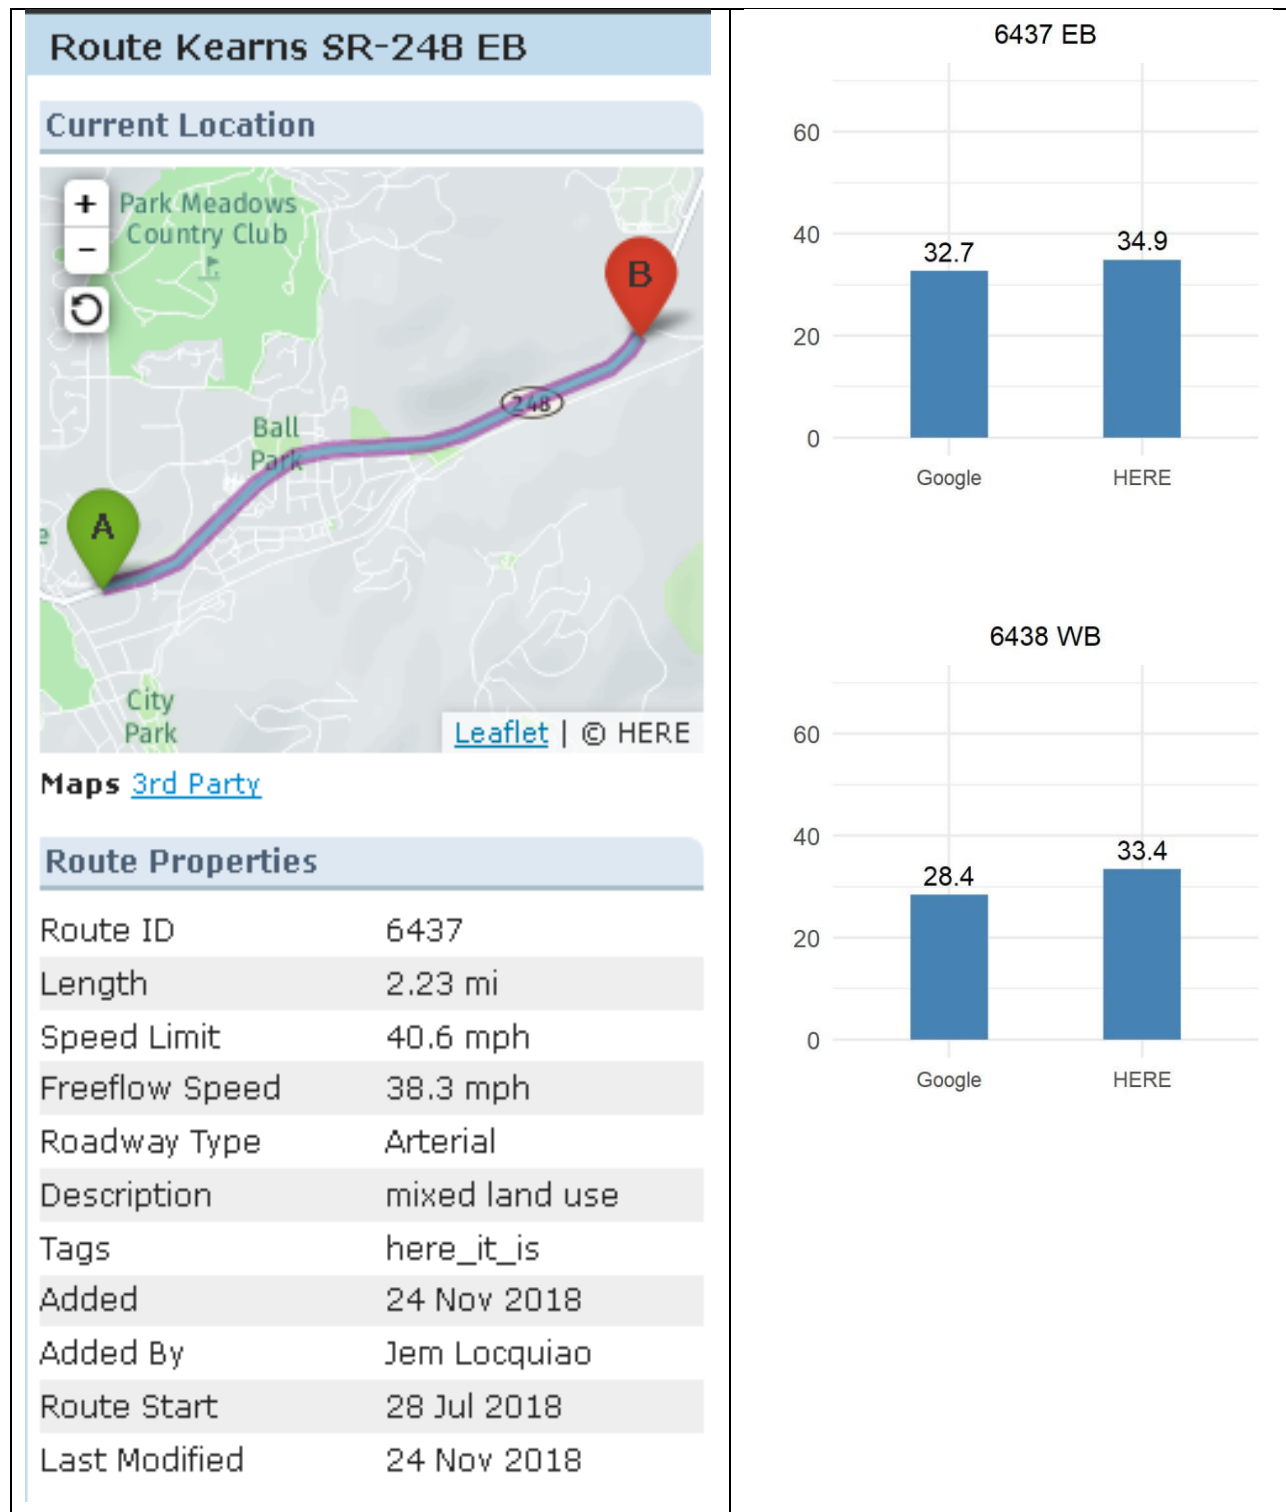 Route Kearns SR-248 EB
Current Location
+
−
Park Meadows
Country Club
B
248
Ball
Park
A
e
City
Park
Leaflet | © HERE
Maps 3rd Party
Route Properties
Route ID 6437
Length 2.23 mi
Speed Limit 40.6 mph
Freeflow Speed 38.3 mph
Roadway Type Arterial
Description mixed land use
Tags here_it_is
Added 24 Nov 2018
Added By Jem Locquiao
Route Start 28 Jul 2018
Last Modified 24 Nov 2018
6437 EB
60
40
20
0
32.7
34.9
Google
HERE
6438 WB
60
40
20
0
28.4
33.4
Google
HERE